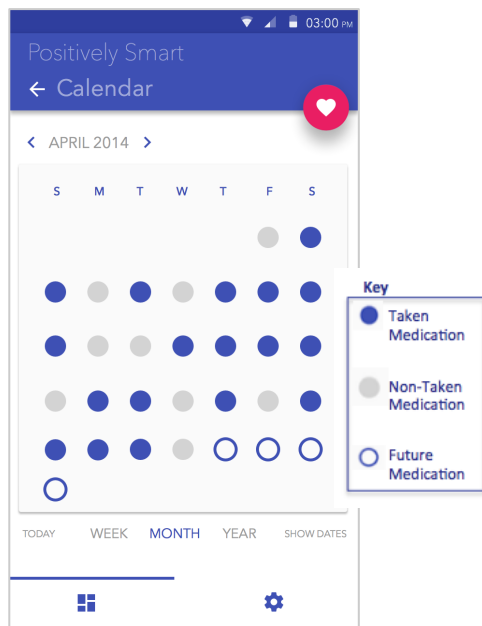 03:00 PM
Positively Smart
Calendar
APRIL 2014
S M T W T F S
Key
Taken
Medication
Non-Taken
Medication
Future
Medication
TODAY WEEK MONTH YEAR SHOW DATES